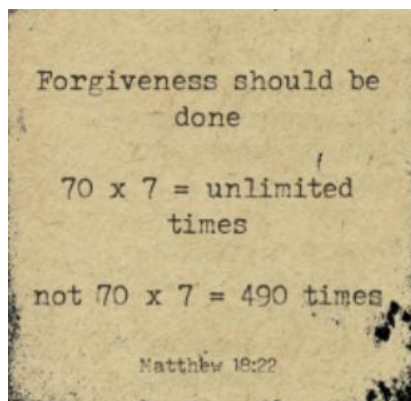 Forgiveness should be
done
70 x 7 = unlimited
times
not 70 x 7 = 490 times
Matthew 18:22